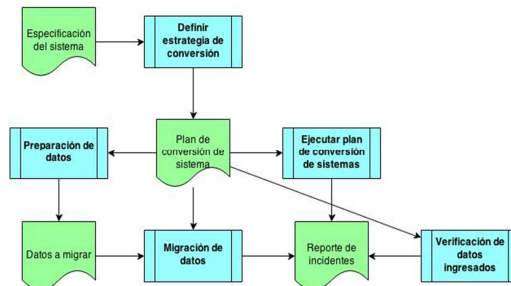 Especificación
del sistema
Definir
estrategia de
conversión
Preparación de
datos
Plan de
conversión de
sistema
Ejecutar plan
de conversión
de sistemas
Datos a migrar
Migración de
datos
Reporte de
incidentes
Verificación de
datos
ingresados